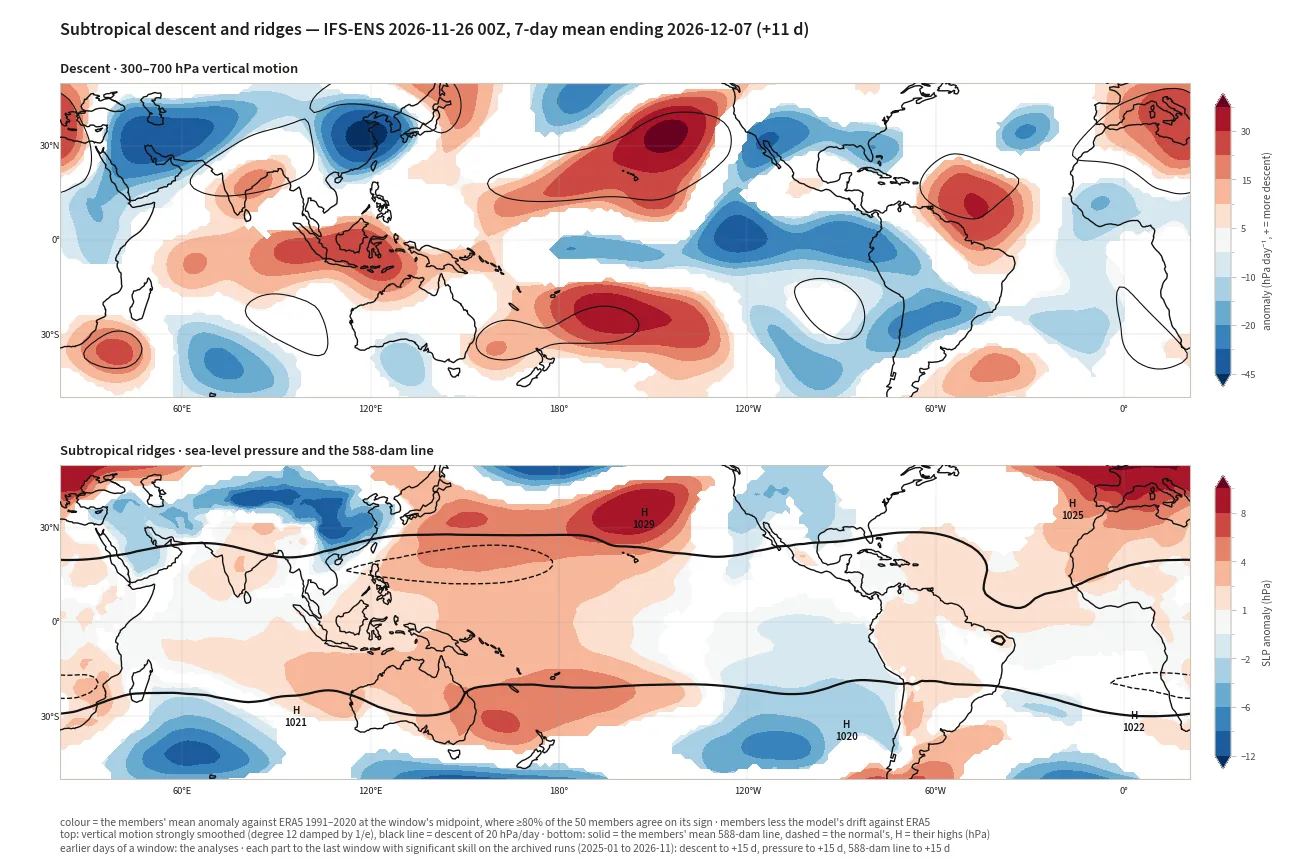 Subtropical descent and ridges — IFS-ENS 2026-11-26 00Z, 7-day mean ending 2026-12-07 (+11 d)
Descent · 300–700 hPa vertical motion
30°N
0°
30°S
60°E
120°E
180°
120°W
60°W
0°
30
15
5
−10
−20
−45
anomaly (hPa day⁻¹, + = more descent)
Subtropical ridges · sea-level pressure and the 588-dam line
30°N
0°
30°S
H
1029
H
1025
H
1021
H
1020
H
1022
60°E
120°E
180°
120°W
60°W
0°
8
4
1
−2
−6
−12
SLP anomaly (hPa)
colour = the members' mean anomaly against ERA5 1991–2020 at the window's midpoint, where ≥80% of the 50 members agree on its sign · members less the model's drift against ERA5
top: vertical motion strongly smoothed (degree 12 damped by 1/e), black line = descent of 20 hPa/day · bottom: solid = the members' mean 588-dam line, dashed = the normal's, H = their highs (hPa)
earlier days of a window: the analyses · each part to the last window with significant skill on the archived runs (2025-01 to 2026-11): descent to +15 d, pressure to +15 d, 588-dam line to +15 d